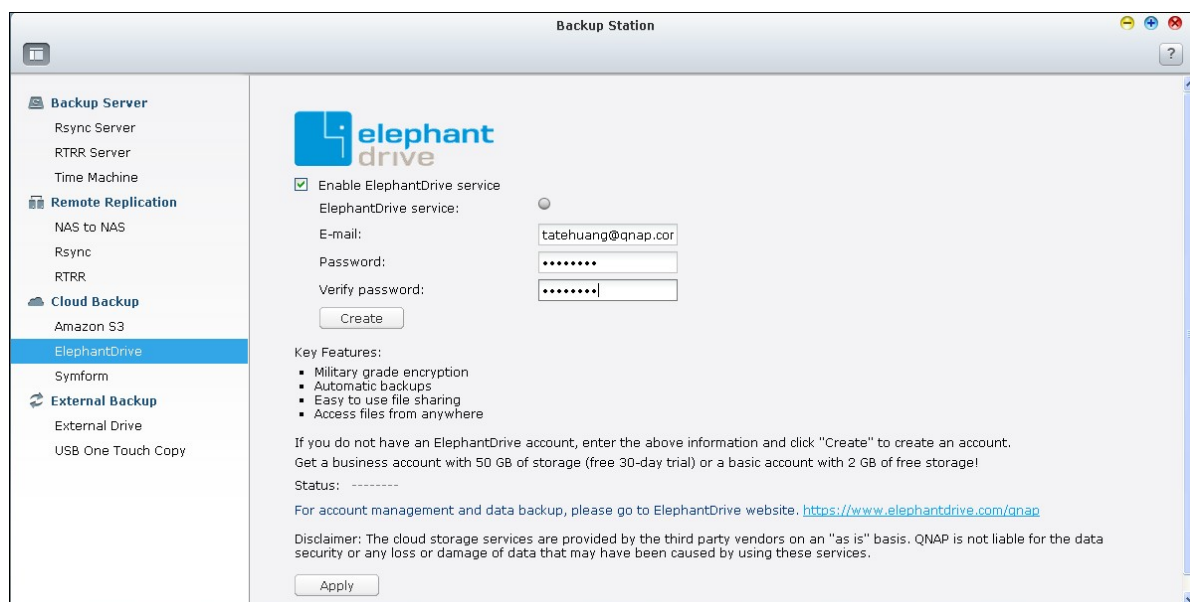 Backup Station
?
Backup Server
Rsync Server
RTRR Server
Time Machine
Remote Replication
NAS to NAS
Rsync
RTRR
Cloud Backup
Amazon S3
ElephantDrive
Symform
External Backup
External Drive
USB One Touch Copy
elephant
drive
Enable ElephantDrive service
ElephantDrive service:
E-mail: tatehuang@qnap.cor
Password: ••••••••
Verify password: ••••••••
Create
Key Features:
▪ Military grade encryption
▪ Automatic backups
▪ Easy to use file sharing
▪ Access files from anywhere
If you do not have an ElephantDrive account, enter the above information and click "Create" to create an account.
Get a business account with 50 GB of storage (free 30-day trial) or a basic account with 2 GB of free storage!
Status: --------
For account management and data backup, please go to ElephantDrive website. https://www.elephantdrive.com/qnap
Disclaimer: The cloud storage services are provided by the third party vendors on an "as is" basis. QNAP is not liable for the data
security or any loss or damage of data that may have been caused by using these services.
Apply